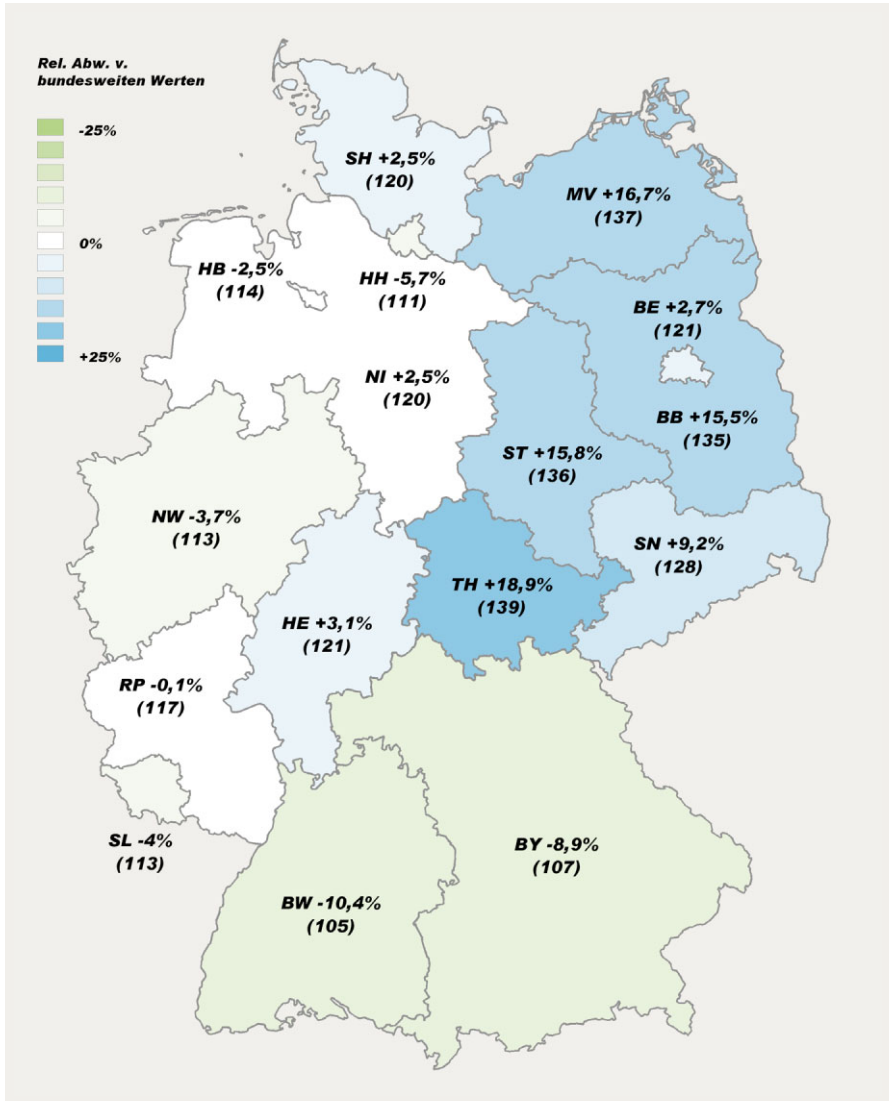 Rel. Abw. v.
bundesweiten Werten
-25%
0%
+25%
SH +2,5%
(120)
MV +16,7%
(137)
HB -2,5%
(114)
HH -5,7%
(111)
BE +2,7%
(121)
NI +2,5%
(120)
BB +15,5%
(135)
ST +15,8%
(136)
NW -3,7%
(113)
SN +9,2%
(128)
TH +18,9%
(139)
HE +3,1%
(121)
RP -0,1%
(117)
SL -4%
(113)
BY -8,9%
(107)
BW -10,4%
(105)